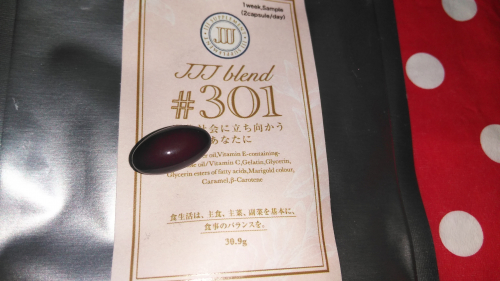 1week,Sample
(2capsule/day)
JJJ
JJJ blend
#301
会に立ち向かう
あなたに
oil,Vitamin E-containing-
oil/Vitamin C,Gelatin,Glycerin,
Glycerin esters of fatty acids,Marigold colour,
Caramel,β-Carotene
食生活は、主食、主菜、副菜を基本に、
食事のバランスを。
30.9g